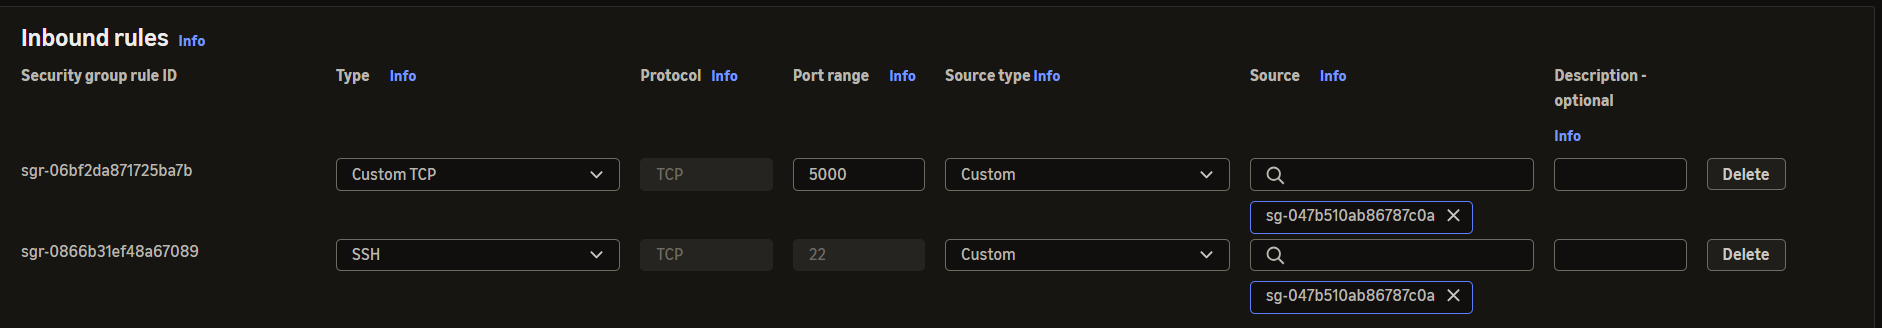 Inbound rules Info
Security group rule ID Type Info Protocol Info Port range Info Source type Info Source Info Description -
optional
Info
sgr-06bf2da871725ba7b Custom TCP TCP 5000 Custom Delete
sg-047b510ab86787c0a
sgr-0866b31ef48a67089 SSH TCP 22 Custom Delete
sg-047b510ab86787c0a